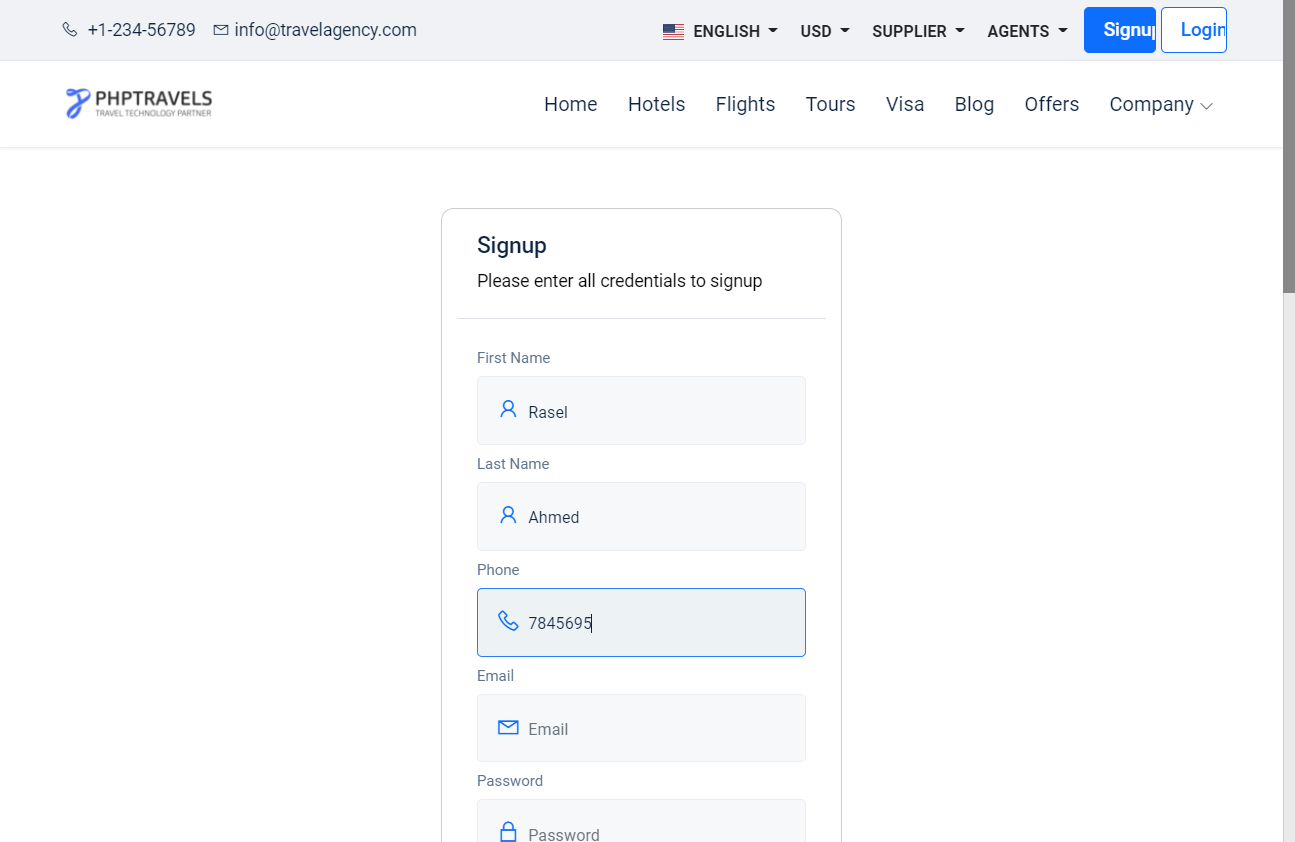 +1-234-56789 info@travelagency.com ENGLISH USD SUPPLIER AGENTS Signup Login
PHPTRAVELS
TRAVEL TECHNOLOGY PARTNER
Home Hotels Flights Tours Visa Blog Offers Company
Signup
Please enter all credentials to signup
First Name
Rasel
Last Name
Ahmed
Phone
7845695
Email
Email
Password
Password